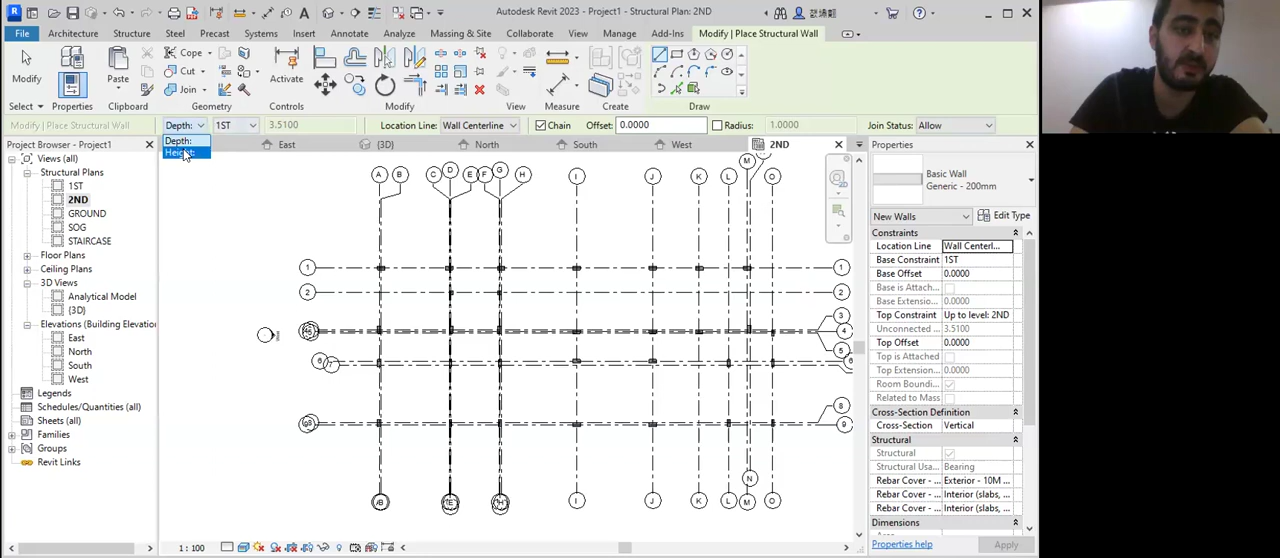 Autodesk Revit 2023 - Project1 - Structural Plan: 2ND
File Architecture Structure Steel Precast Systems Insert Annotate Analyze Massing & Site Collaborate View Manage Add-Ins Modify | Place Structural Wall
Modify Paste Cope Cut Join Activate Measure Create
Select Properties Clipboard Geometry Controls Modify View Measure Create Draw
Modify | Place Structural Wall Depth: 1ST 3.5100 Location Line: Wall Centerline Chain Offset: 0.0000 Radius: 1.0000 Join Status: Allow
Depth:
Height:
Project Browser - Project1
East {3D} North South West 2ND
Views (all)
Structural Plans
1ST
2ND
GROUND
SOG
STAIRCASE
Floor Plans
Ceiling Plans
3D Views
Analytical Model
{3D}
Elevations (Building Elevation
East
North
South
West
Legends
Schedules/Quantities (all)
Sheets (all)
Families
Groups
Revit Links
A B C D E F G H I J K L M O
1 1
2 2
3
4
5
6 7 6
8
9
N
I J K L M O
1 : 100
Properties
Basic Wall
Generic - 200mm
New Walls Edit Type
Constraints
Location Line Wall Centerl...
Base Constraint 1ST
Base Offset 0.0000
Base is Attach...
Base Extensio... 0.0000
Top Constraint Up to level: 2ND
Unconnected ... 3.5100
Top Offset 0.0000
Top is Attached
Top Extension... 0.0000
Room Boundi...
Related to Mass
Cross-Section Definition
Cross-Section Vertical
Structural
Structural
Structural Usa... Bearing
Rebar Cover - ... Exterior - 10M
Rebar Cover - ... Interior (slabs, ...
Rebar Cover - ... Interior (slabs, ...
Dimensions
Properties help Apply